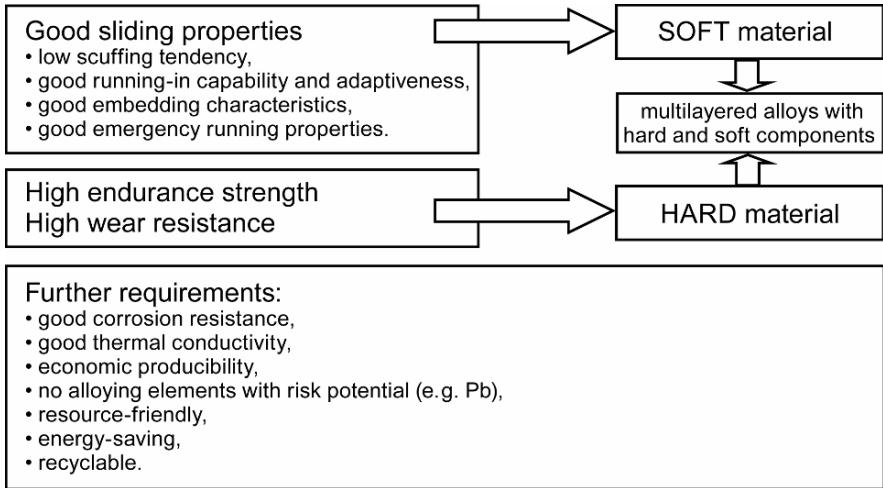 Good sliding properties
• low scuffing tendency,
• good running-in capability and adaptiveness,
• good embedding characteristics,
• good emergency running properties.
SOFT material
multilayered alloys with
hard and soft components
High endurance strength
High wear resistance
HARD material
Further requirements:
• good corrosion resistance,
• good thermal conductivity,
• economic producibility,
• no alloying elements with risk potential (e.g. Pb),
• resource-friendly,
• energy-saving,
• recyclable.